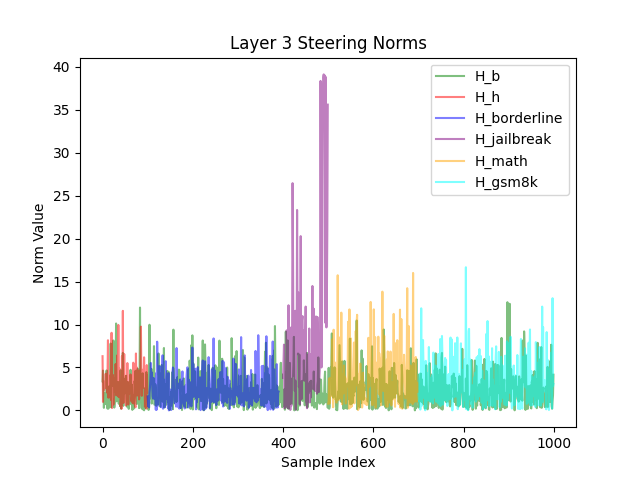 Layer 3 Steering Norms
40
35
30
25
20
15
10
5
0
Norm Value
H_b
H_h
H_borderline
H_jailbreak
H_math
H_gsm8k
0 200 400 600 800 1000
Sample Index